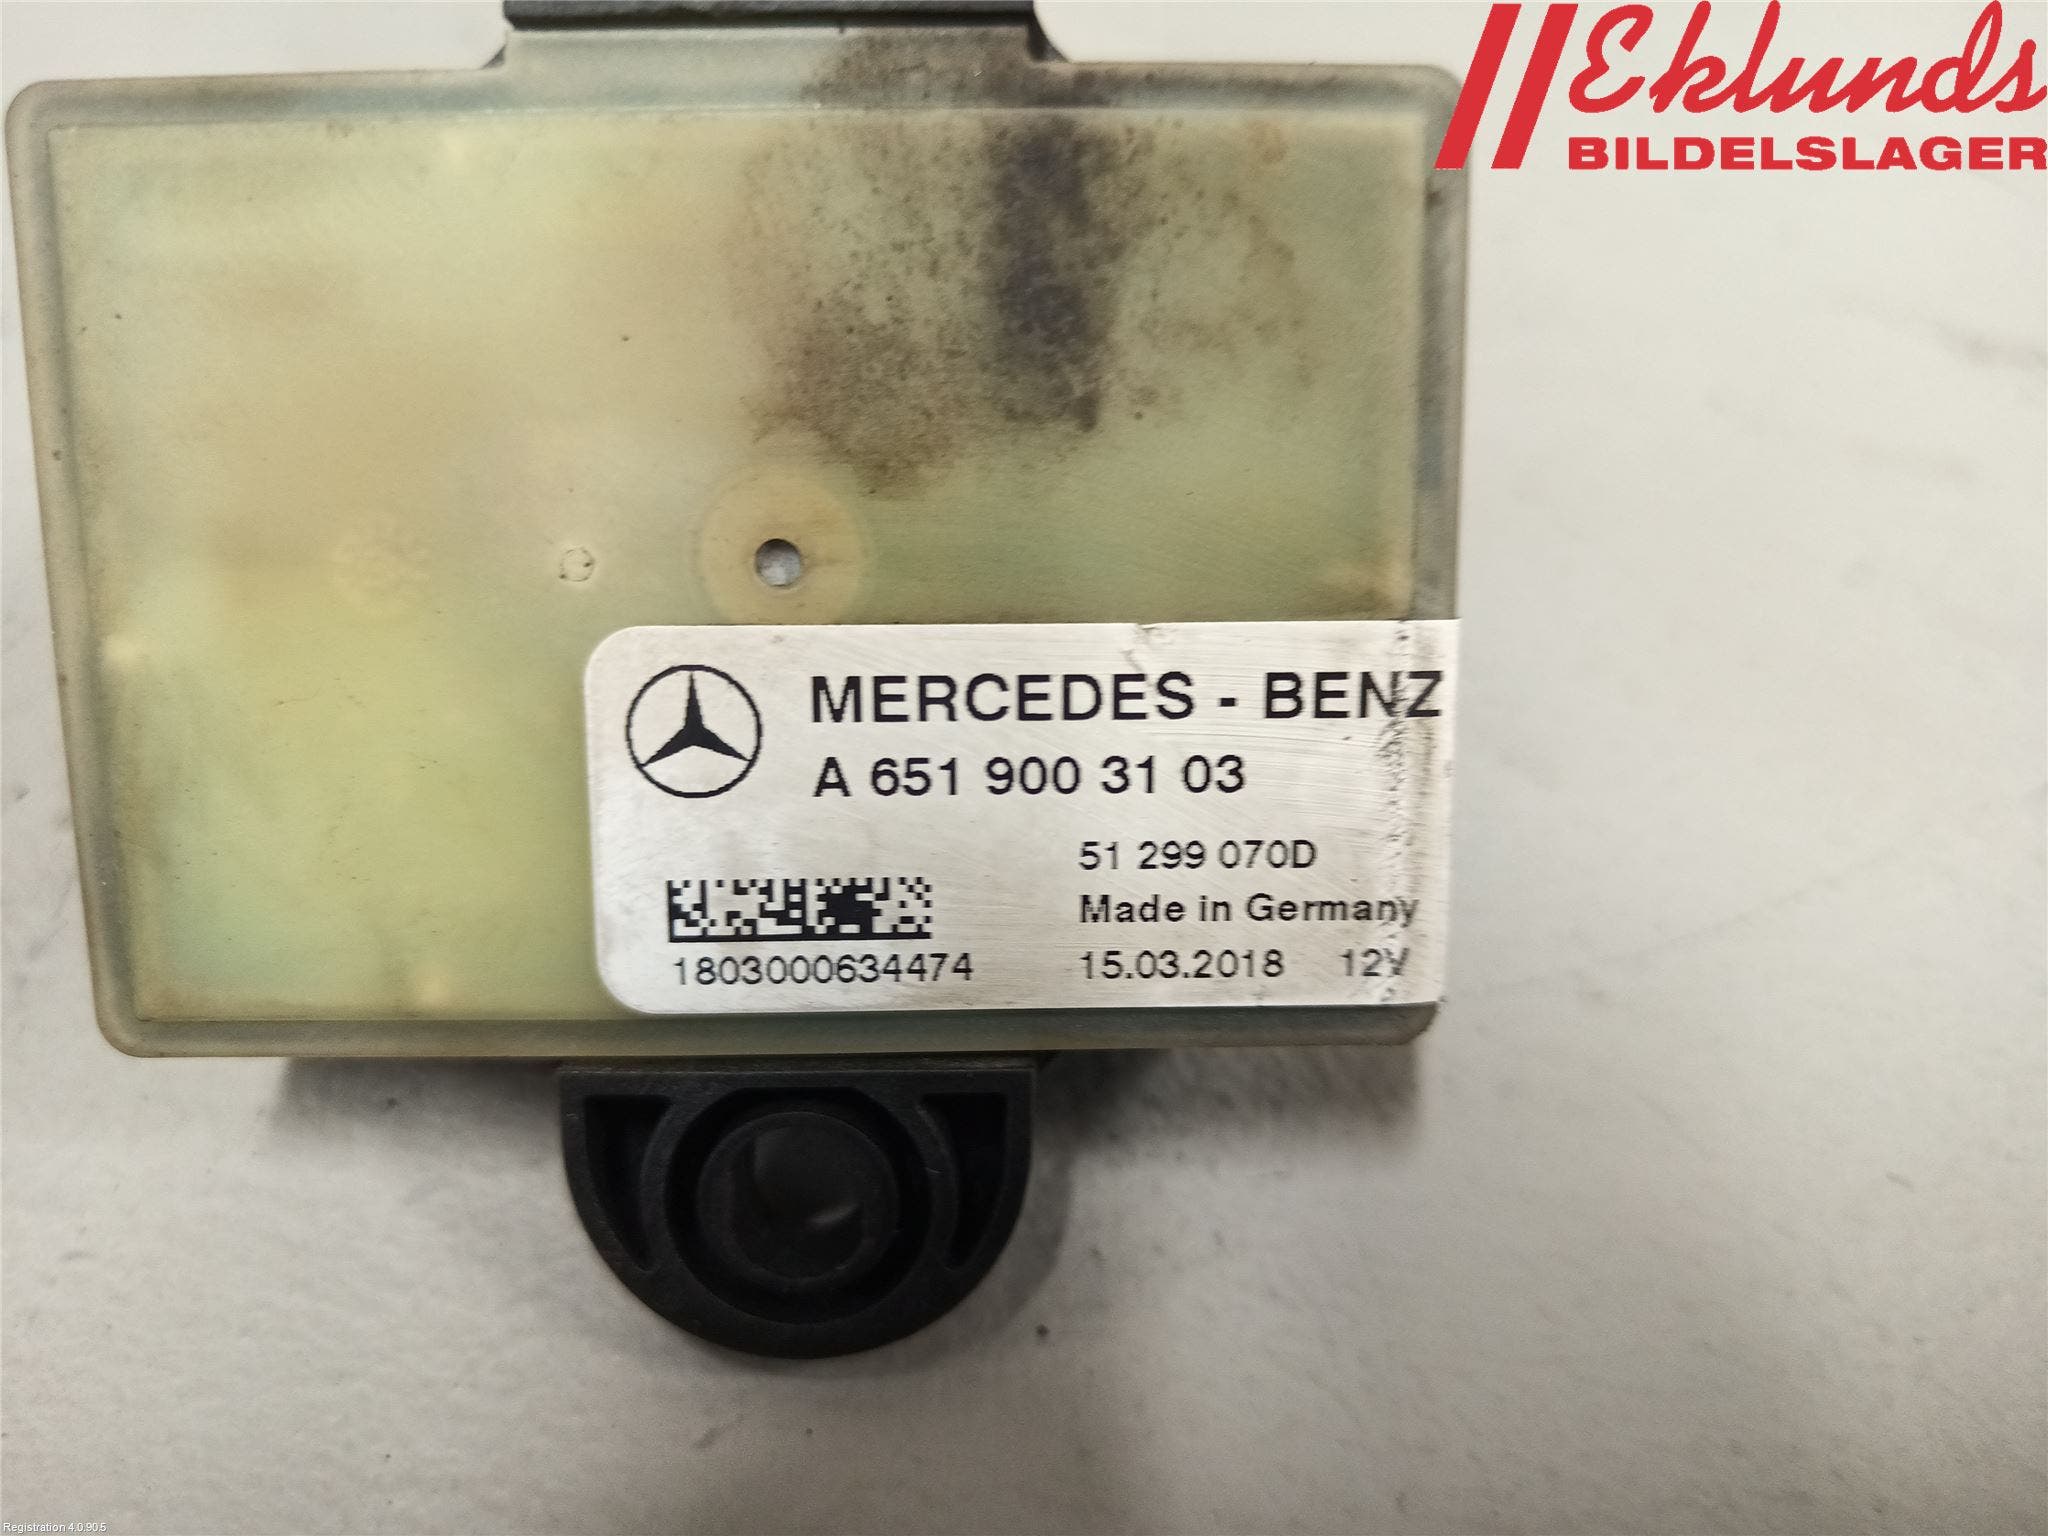 Eklunds
BILDELSLAGER
MERCEDES - BENZ
A 651 900 31 03
51 299 070D
Made in Germany
1803000634474
15.03.2018 12V
Registration 4.0.90.5